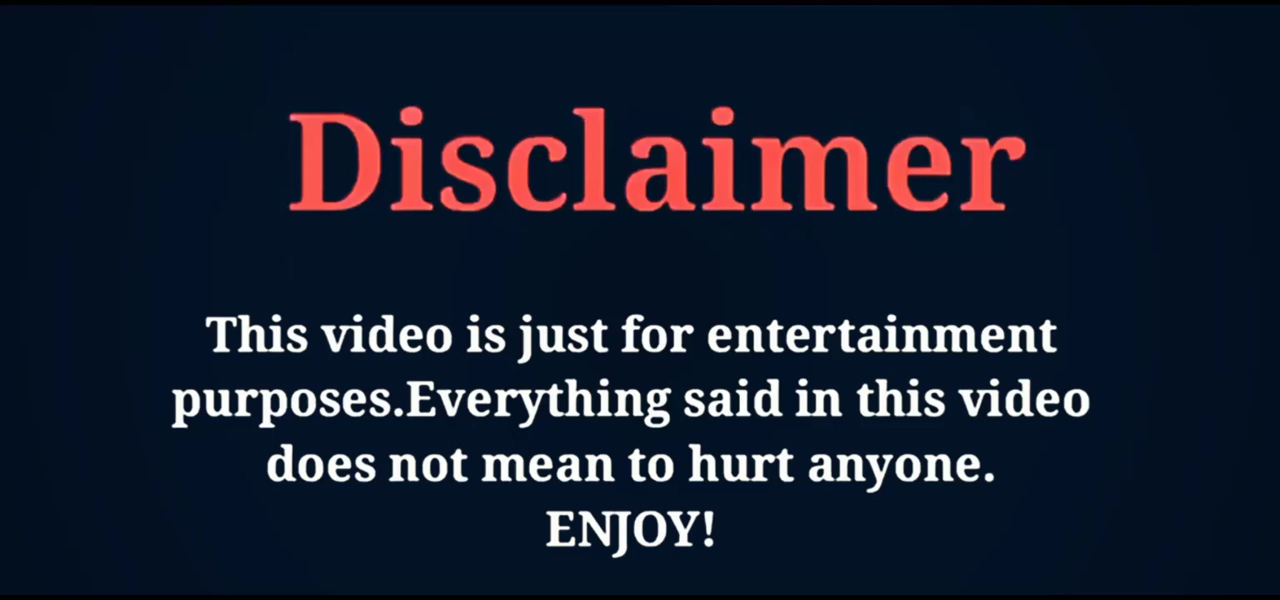 Disclaimer
This video is just for entertainment
purposes.Everything said in this video
does not mean to hurt anyone.
ENJOY!